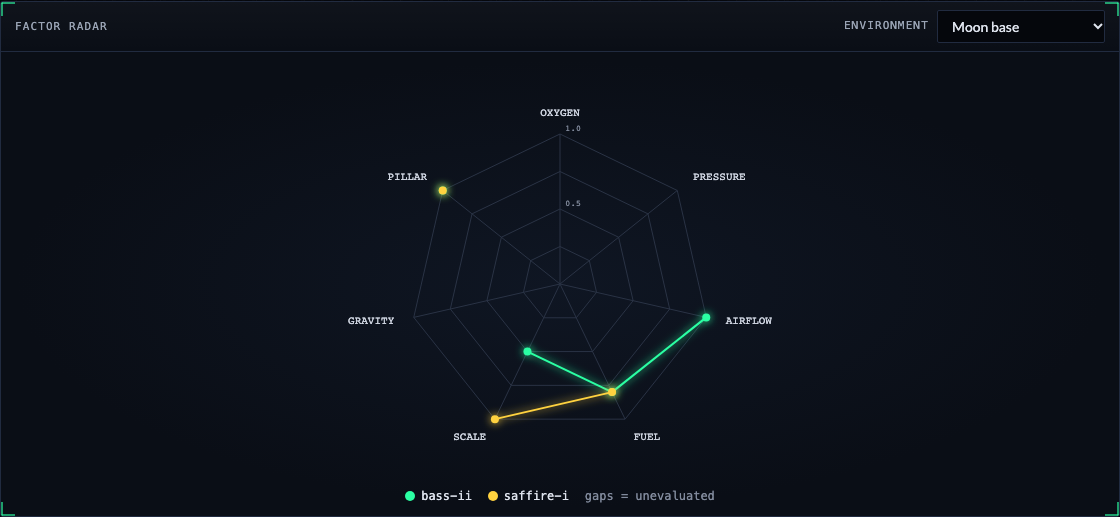 FACTOR RADAR
ENVIRONMENT Moon base
OXYGEN
1.0
PILLAR
PRESSURE
0.5
GRAVITY
AIRFLOW
SCALE
FUEL
bass-ii saffire-i gaps = unevaluated